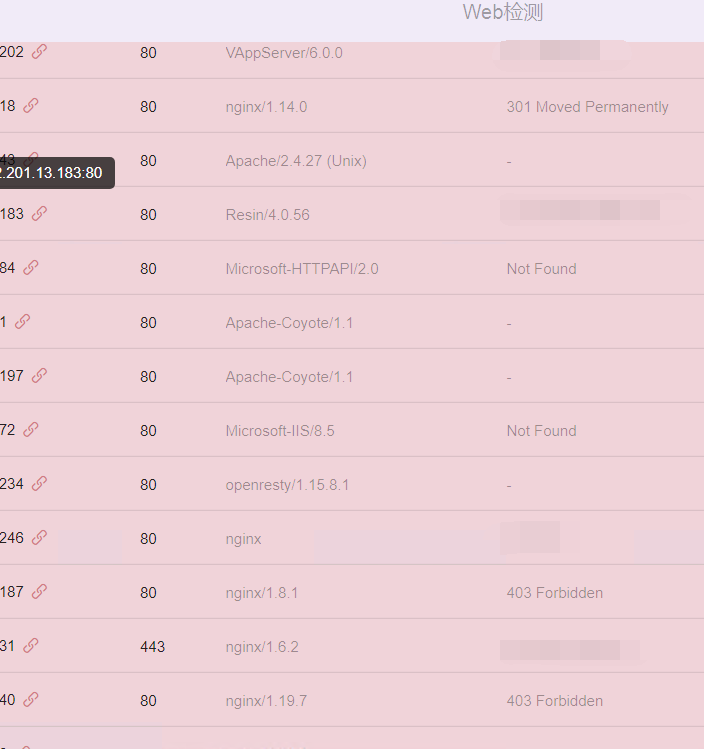 Web检测
202 80 VAppServer/6.0.0
18 80 nginx/1.14.0 301 Moved Permanently
43 80 Apache/2.4.27 (Unix) -
2.201.13.183:80
183 80 Resin/4.0.56
84 80 Microsoft-HTTPAPI/2.0 Not Found
1 80 Apache-Coyote/1.1 -
197 80 Apache-Coyote/1.1 -
72 80 Microsoft-IIS/8.5 Not Found
234 80 openresty/1.15.8.1 -
246 80 nginx
187 80 nginx/1.8.1 403 Forbidden
31 443 nginx/1.6.2
40 80 nginx/1.19.7 403 Forbidden